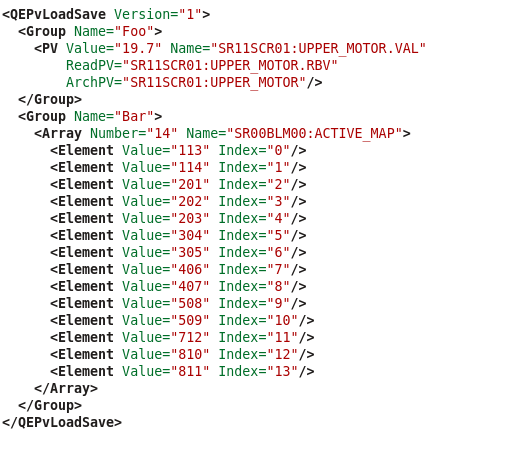 <QEPvLoadSave Version="1">
  <Group Name="Foo">
    <PV Value="19.7" Name="SR11SCR01:UPPER_MOTOR.VAL"
        ReadPV="SR11SCR01:UPPER_MOTOR.RBV"
        ArchPV="SR11SCR01:UPPER_MOTOR"/>
  </Group>
  <Group Name="Bar">
    <Array Number="14" Name="SR00BLM00:ACTIVE_MAP">
      <Element Value="113" Index="0"/>
      <Element Value="114" Index="1"/>
      <Element Value="201" Index="2"/>
      <Element Value="202" Index="3"/>
      <Element Value="203" Index="4"/>
      <Element Value="304" Index="5"/>
      <Element Value="305" Index="6"/>
      <Element Value="406" Index="7"/>
      <Element Value="407" Index="8"/>
      <Element Value="508" Index="9"/>
      <Element Value="509" Index="10"/>
      <Element Value="712" Index="11"/>
      <Element Value="810" Index="12"/>
      <Element Value="811" Index="13"/>
    </Array>
  </Group>
</QEPvLoadSave>